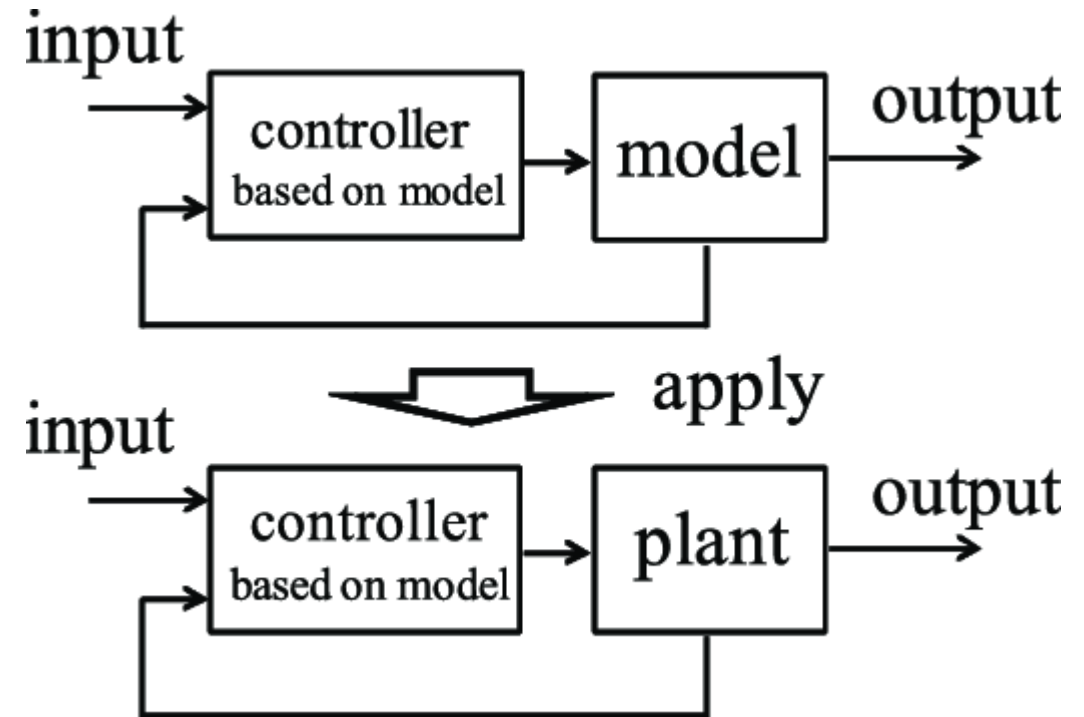 input
controller
based on model
model
output
apply
input
controller
based on model
plant
output